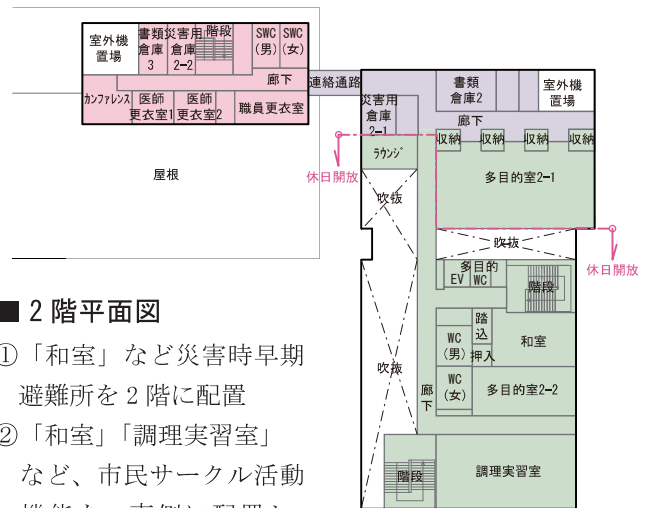 室外機
置場
書類
倉庫
3
災害用
倉庫
2-2
階段
SWC
(男)
SWC
(女)
廊下
カンファレンス
医師
更衣室1
医師
更衣室2
職員更衣室
連絡通路
屋根
災害用
倉庫
2-1
書類
倉庫2
室外機
置場
廊下
収納
収納
収納
収納
ラウンジ
休日開放
多目的室2-1
吹抜
吹抜
休日開放
多目的
EV WC
階段
踏
込
WC
(男)
押入
和室
吹抜
廊
下
WC
(女)
多目的室2-2
階段
調理実習室
■ 2階平面図
①「和室」など災害時早期
避難所を2階に配置
②「和室」「調理実習室」
など、市民サークル活動